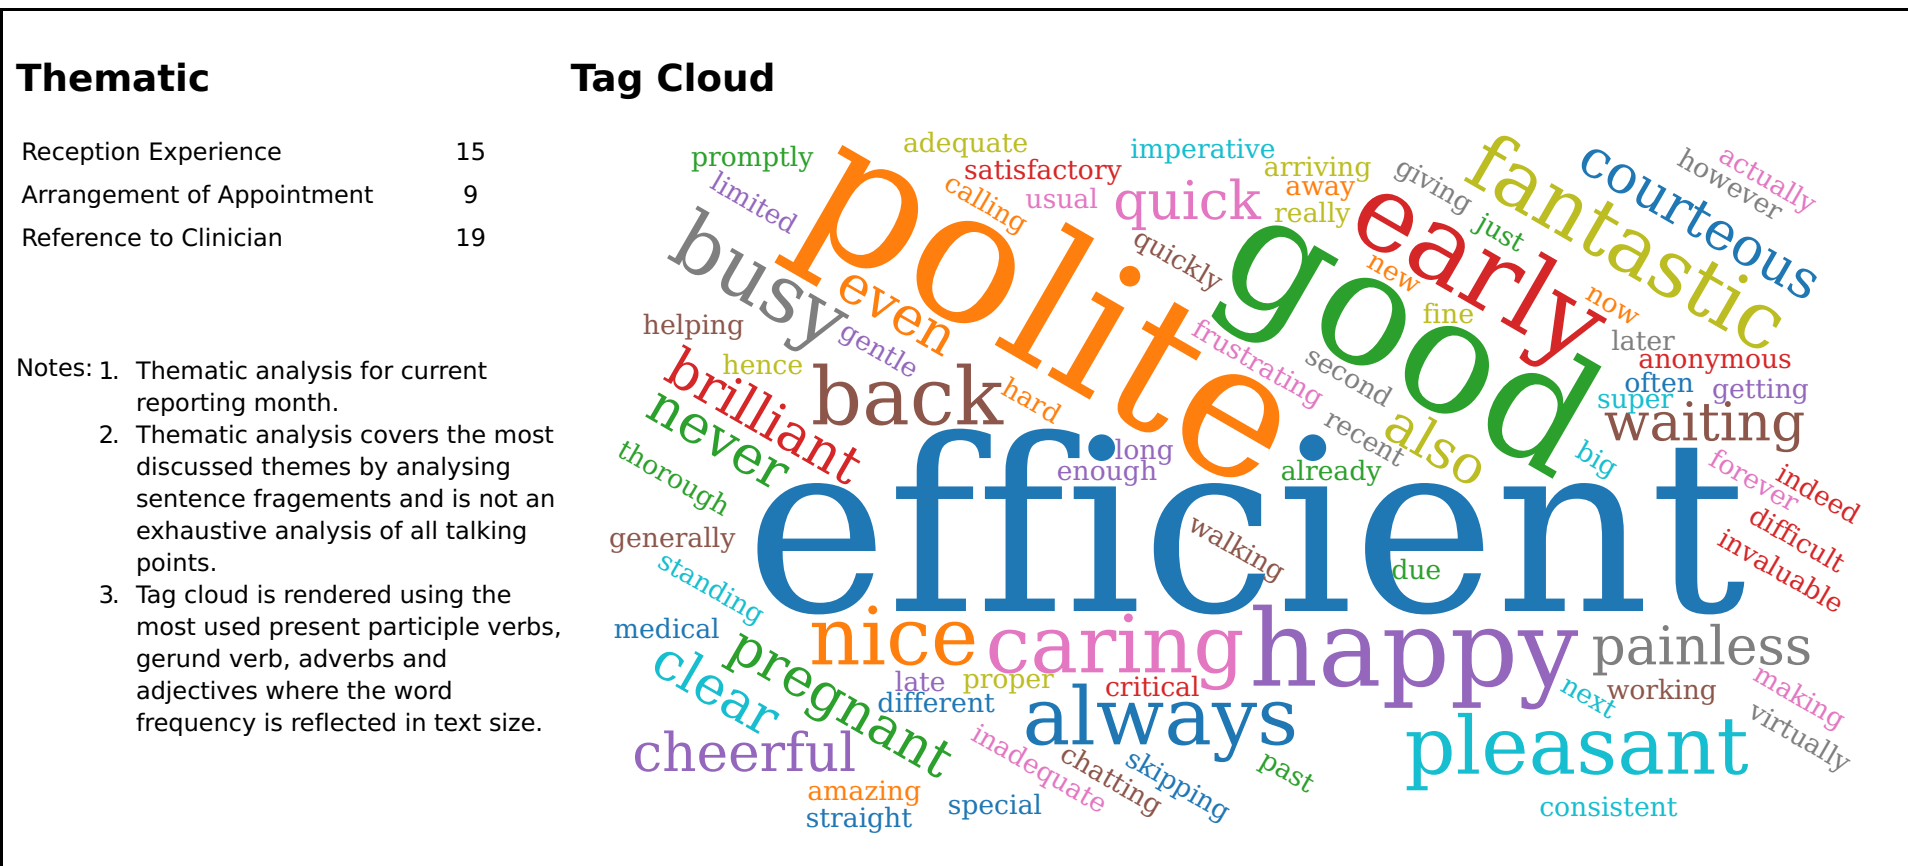 Thematic
Tag Cloud
Reception Experience 15
Arrangement of Appointment 9
Reference to Clinician 19
Notes: 1. Thematic analysis for current
reporting month.
2. Thematic analysis covers the most
discussed themes by analysing
sentence fragements and is not an
exhaustive analysis of all talking
points.
3. Tag cloud is rendered using the
most used present participle verbs,
gerund verb, adverbs and
adjectives where the word
frequency is reflected in text size.
promptly
adequate
satisfactory
imperative
arriving
giving
fantastic
courteous
however
actually
limited
calling
usual
quick
away
really
just
early
busy
polite
even
quickly
good
new
now
fine
helping
gentle
frustrating
second
later
anonymous
hence
often
getting
super
brilliant
back
hard
recent
also
waiting
never
long
enough
already
big
forever
indeed
thorough
efficient
difficult
invaluable
generally
walking
due
standing
medical
nice
caring
happy
painless
clear
pregnant
late
proper
critical
different
next
working
making
always
virtually
cheerful
inadequate
chatting
skipping
past
pleasant
amazing
straight
special
consistent